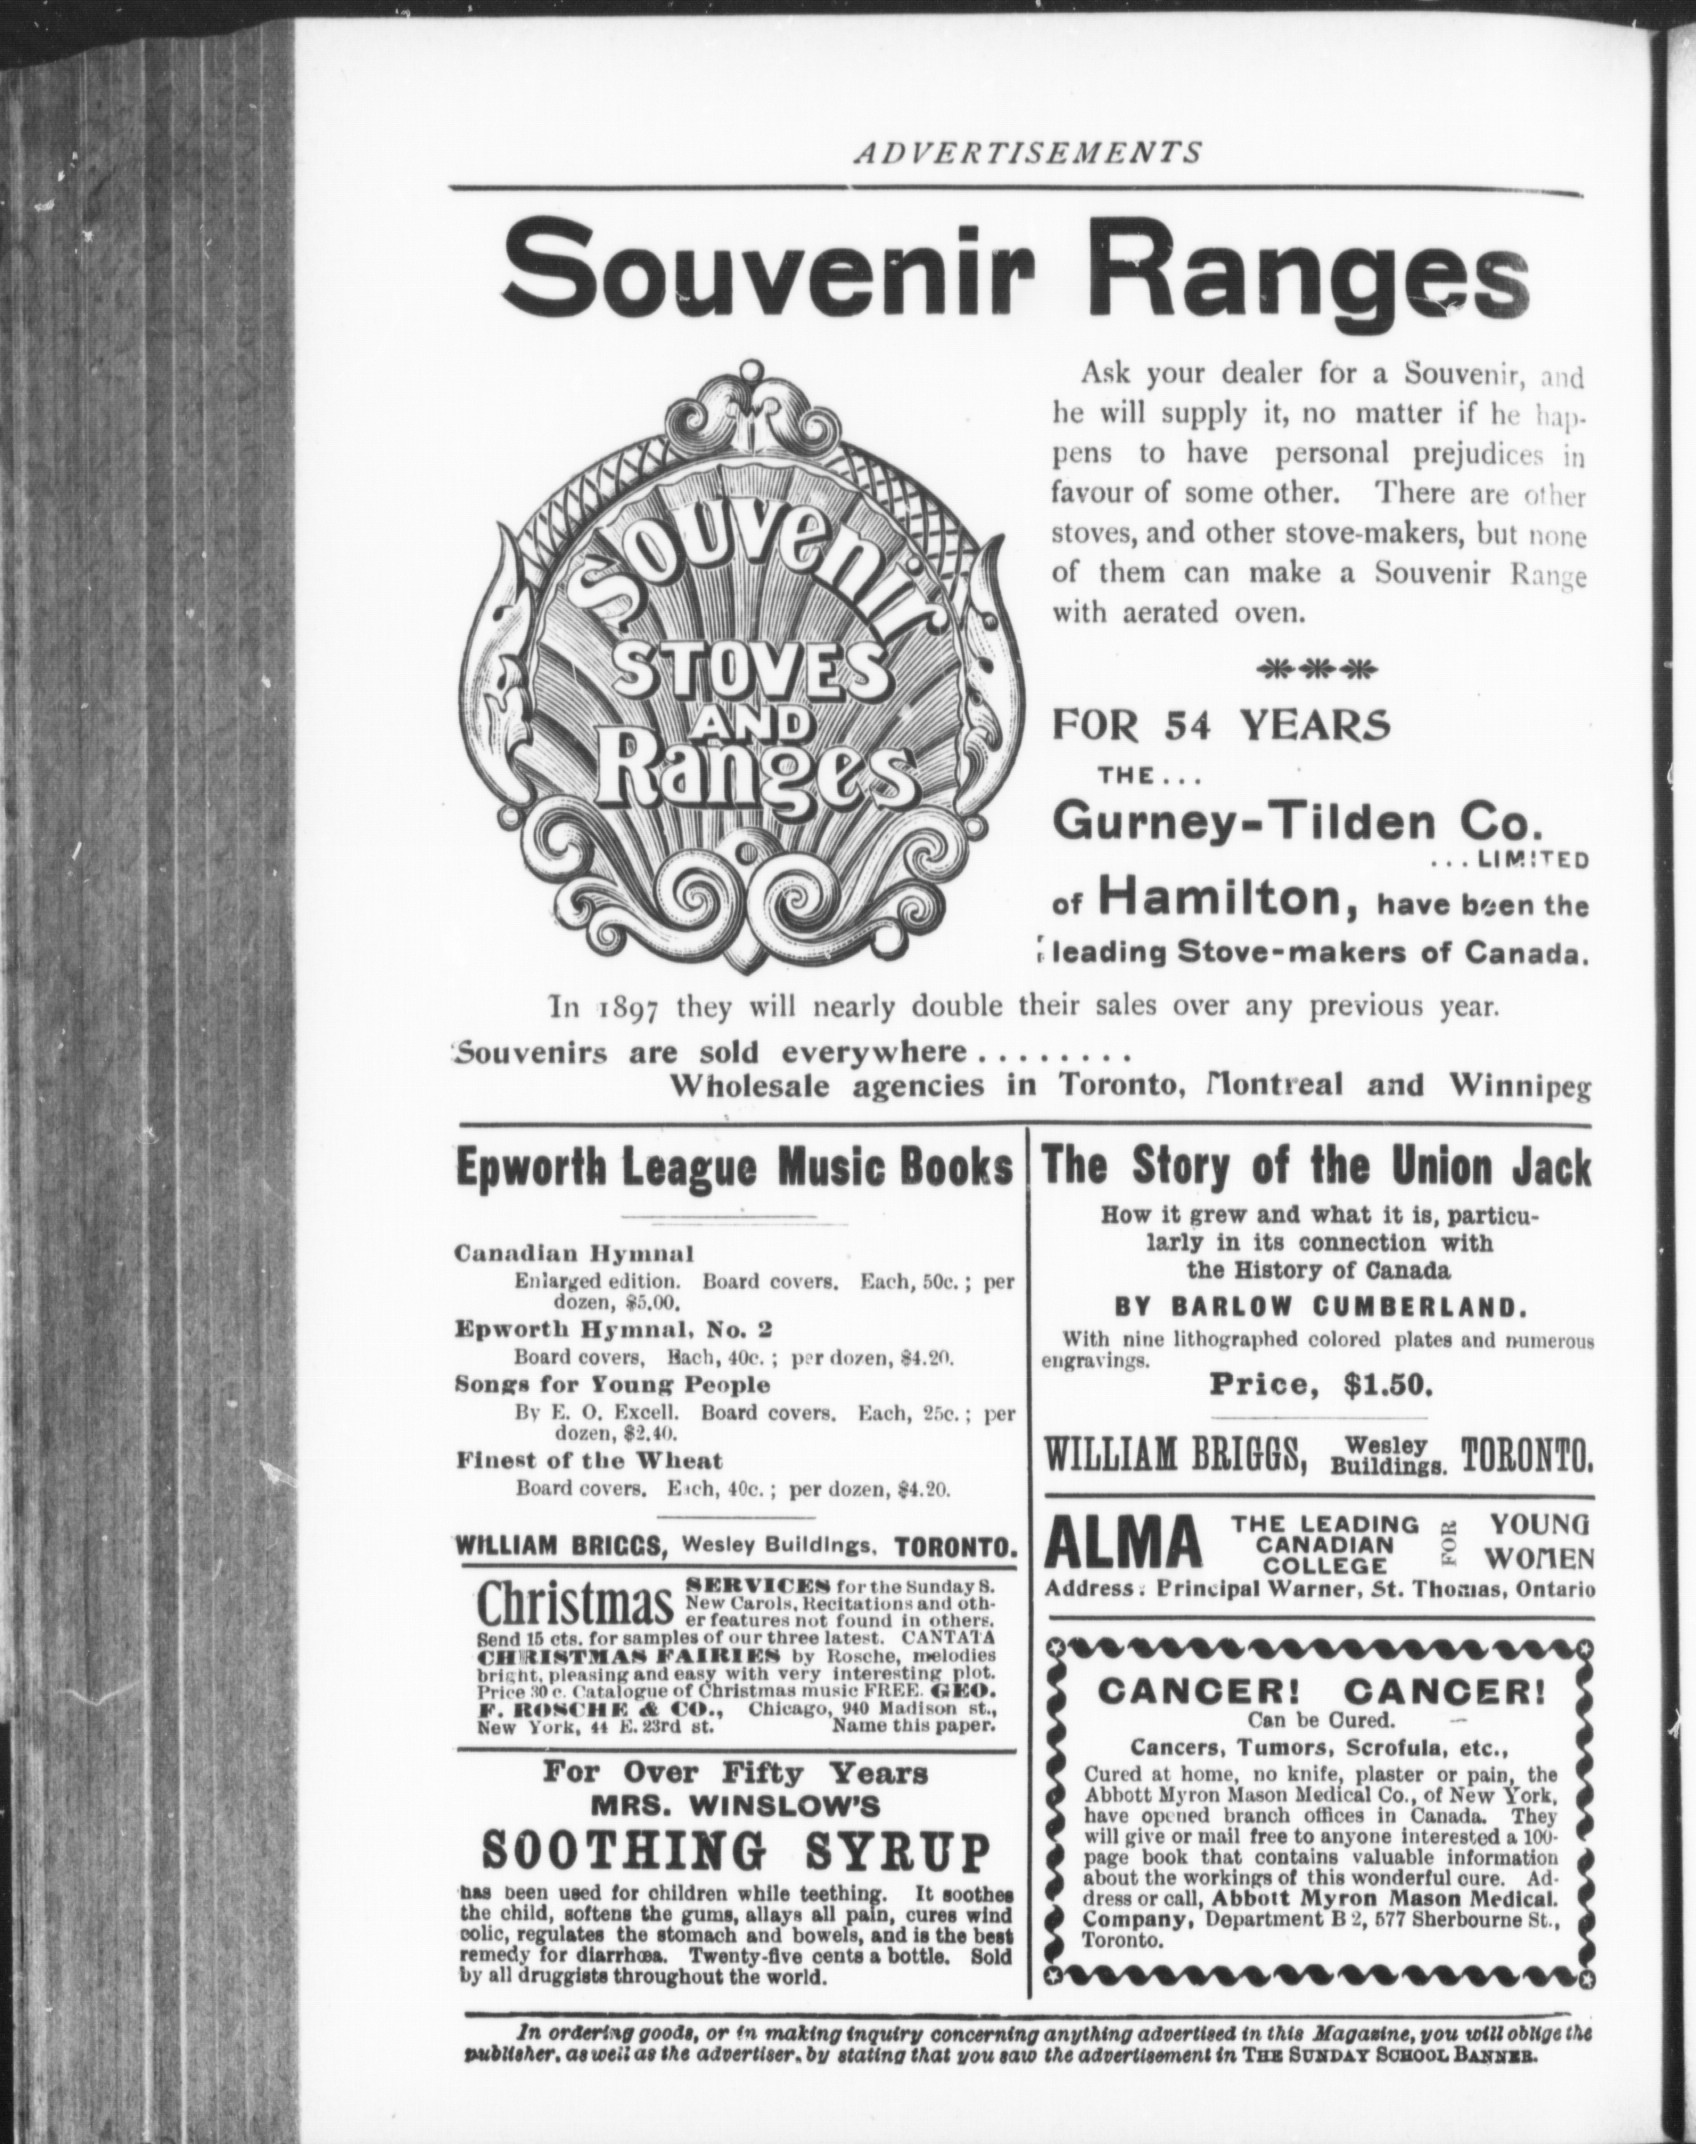 ADVERTISEMENTS
Souvenir Ranges
Souvenir
STOVES
AND
Ranges
Ask your dealer for a Souvenir, and
he will supply it, no matter if he hap-
pens to have personal prejudices in
favour of some other. There are other
stoves, and other stove-makers, but none
of them can make a Souvenir Range
with aerated oven.
FOR 54 YEARS
THE...
Gurney-Tilden Co.
...LIMITED
of Hamilton, have been the
leading Stove-makers of Canada.
In 1897 they will nearly double their sales over any previous year.
Souvenirs are sold everywhere........
Wholesale agencies in Toronto, Montreal and Winnipeg
Epworth League Music Books
Canadian Hymnal
Enlarged edition. Board covers. Each, 50c.; per
dozen, $5.00.
Epworth Hymnal, No. 2
Board covers, Each, 40c.; per dozen, $4.20.
Songs for Young People
By E. O. Excell. Board covers. Each, 25c.; per
dozen, $2.40.
Finest of the Wheat
Board covers. Each, 40c.; per dozen, $4.20.
WILLIAM BRIGGS, Wesley Buildings, TORONTO.
Christmas SERVICES for the Sunday S.
New Carols, Recitations and oth-
er features not found in others.
Send 15 cts. for samples of our three latest. CANTATA
CHRISTMAS FAIRIES by Rosche, melodies
bright, pleasing and easy with very interesting plot.
Price 30 c. Catalogue of Christmas music FREE. GEO.
F. ROSCHE & CO., Chicago, 940 Madison st.,
New York, 44 E. 23rd st. Name this paper.
For Over Fifty Years
MRS. WINSLOW'S
SOOTHING SYRUP
has been used for children while teething. It soothes
the child, softens the gums, allays all pain, cures wind
colic, regulates the stomach and bowels, and is the best
remedy for diarrhœa. Twenty-five cents a bottle. Sold
by all druggists throughout the world.
The Story of the Union Jack
How it grew and what it is, particu-
larly in its connection with
the History of Canada
BY BARLOW CUMBERLAND.
With nine lithographed colored plates and numerous
engravings.
Price, $1.50.
WILLIAM BRIGGS, Wesley Buildings. TORONTO.
ALMA THE LEADING CANADIAN COLLEGE FOR YOUNG WOMEN
Address: Principal Warner, St. Thomas, Ontario
CANCER! CANCER!
Can be Cured.
Cancers, Tumors, Scrofula, etc.,
Cured at home, no knife, plaster or pain, the
Abbott Myron Mason Medical Co., of New York,
have opened branch offices in Canada. They
will give or mail free to anyone interested a 100-
page book that contains valuable information
about the workings of this wonderful cure. Ad-
dress or call, Abbott Myron Mason Medical.
Company, Department B 2, 577 Sherbourne St.,
Toronto.
In ordering goods, or in making inquiry concerning anything advertised in this Magazine, you will oblige the
publisher, as well as the advertiser, by stating that you saw the advertisement in THE SUNDAY SCHOOL BANNER.